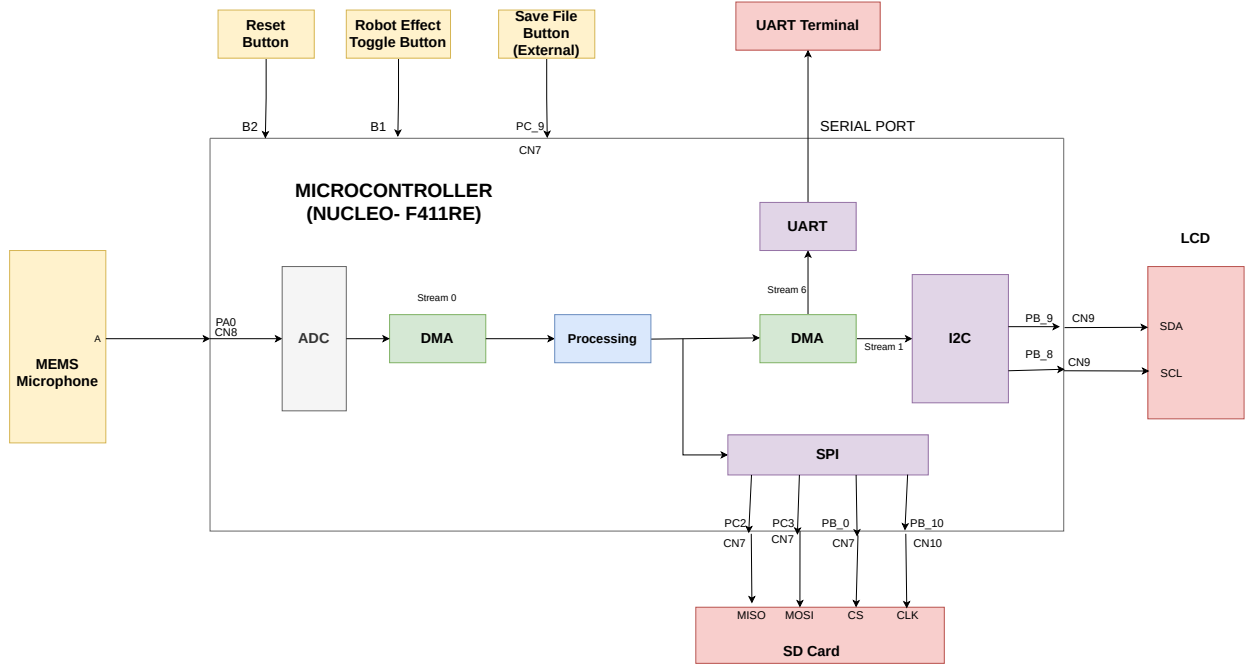 Reset
Button
Robot Effect
Toggle Button
Save File
Button
(External)
UART Terminal
B2
B1
PC_9
SERIAL PORT
CN7
MICROCONTROLLER
(NUCLEO- F411RE)
UART
LCD
Stream 6
Stream 0
PA0
CN8
ADC
DMA
Processing
DMA
Stream 1
I2C
PB_9
CN9
SDA
PB_8
CN9
SCL
A
MEMS
Microphone
SPI
PC2
PC3
PB_0
PB_10
CN7
CN7
CN7
CN10
MISO
MOSI
CS
CLK
SD Card